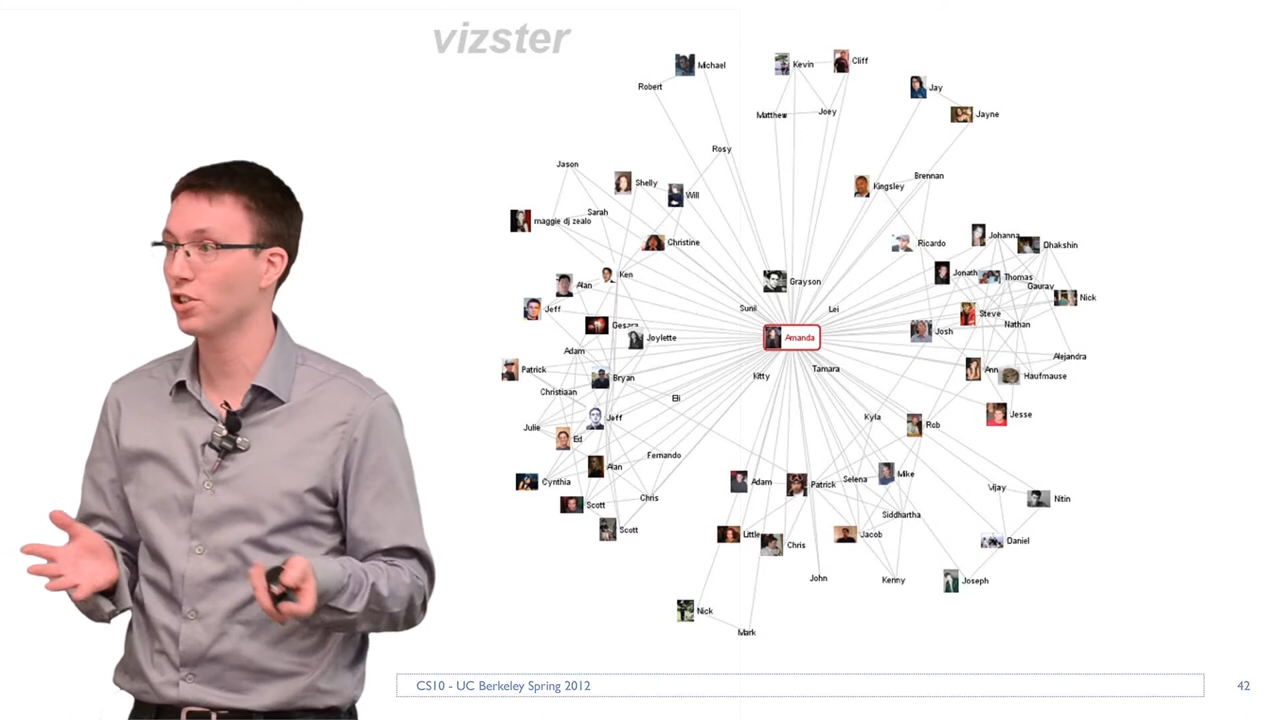 vizster
Michael
Kevin
Cliff
Robert
Jay
Matthew
Joey
Jayne
Rosy
Jason
Shelly
Will
Brennan
Kingsley
maggie dj zealo
Sarah
Christine
Ricardo
Johanna
Dhakshin
Ken
Alan
Grayson
Jonath
Thomas
Gaurav
Nick
Jeff
Sunil
Lei
Steve
Gesara
Joylette
Amanda
Josh
Nathan
Adam
Alejandra
Patrick
Bryan
Kitty
Tamara
Ann
Haufmause
Christiaan
Eli
Julie
Jeff
Kyla
Rob
Jesse
Ed
Fernando
Alan
Cynthia
Adam
Patrick
Selena
Mike
Vijay
Nitin
Scott
Chris
Siddhartha
Scott
Little
Chris
Jacob
Daniel
John
Kenny
Joseph
Nick
Mark
CS10 - UC Berkeley Spring 2012
42